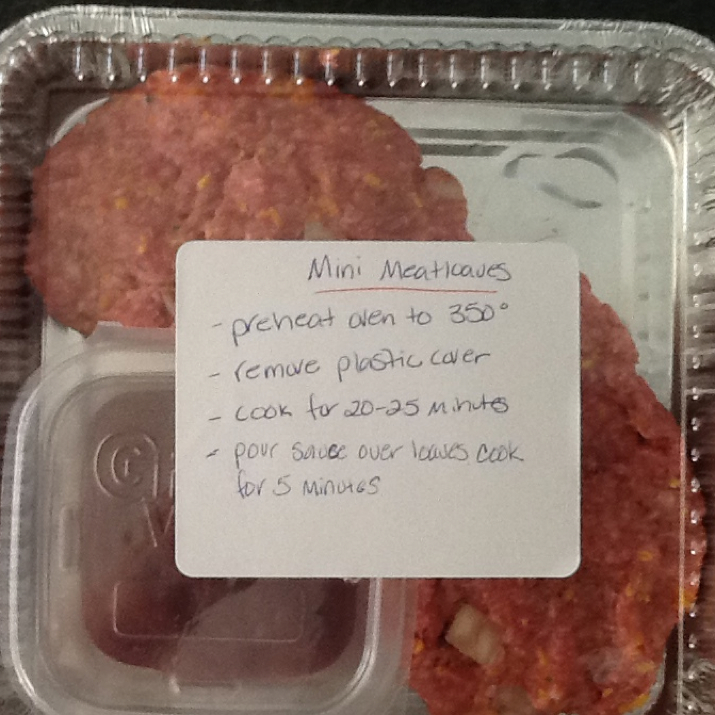 Mini Meatloaves
- preheat oven to 350°
- remove plastic cover
- cook for 20-25 minutes
- pour sauce over loaves cook
for 5 minutes